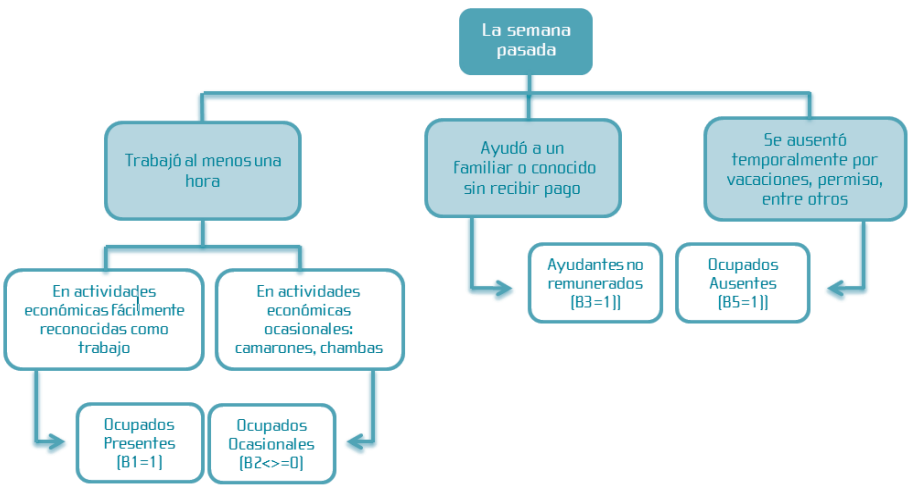 La semana
pasada
Trabajó al menos una
hora
Ayudó a un
familiar o conocido
sin recibir pago
Se ausentó
temporalmente por
vacaciones, permiso,
entre otros
En actividades
económicas fácilmente
reconocidas como
trabajo
En actividades
económicas
ocasionales:
camarones, chambas
Ayudantes no
remunerados
(B3=1))
Ocupados
Ausentes
(B5=1))
Ocupados
Presentes
(B1=1)
Ocupados
Ocasionales
(B2<>=0)